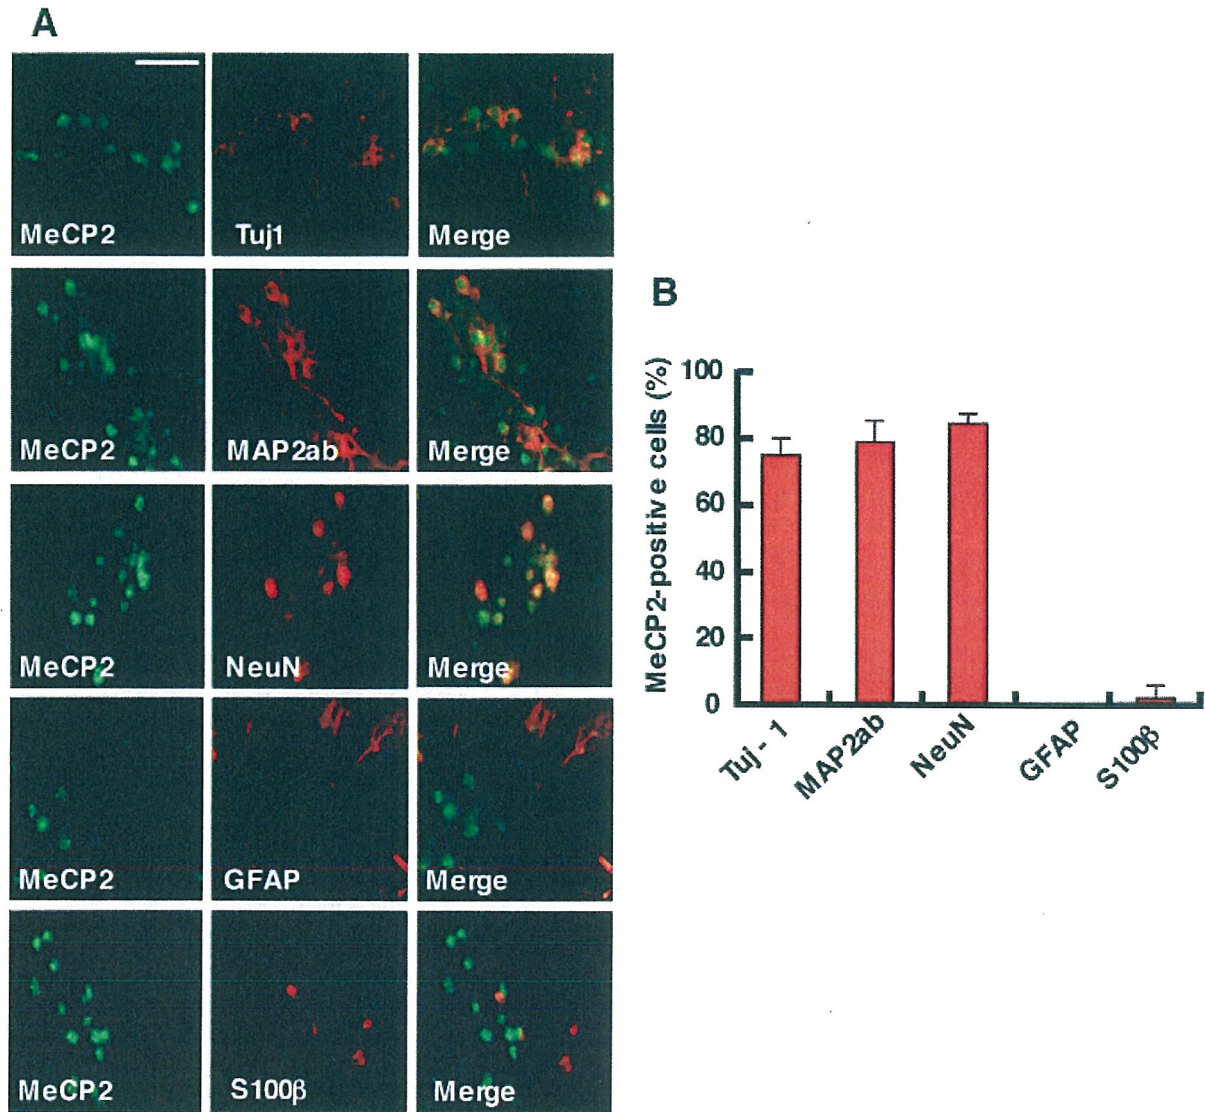 A
MeCP2 Tuj1 Merge
MeCP2 MAP2ab Merge
MeCP2 NeuN Merge
MeCP2 GFAP Merge
MeCP2 S100β Merge
B
MeCP2-positive cells (%)
100
80
60
40
20
0
Tuj - 1
MAP2ab
NeuN
GFAP
S100β